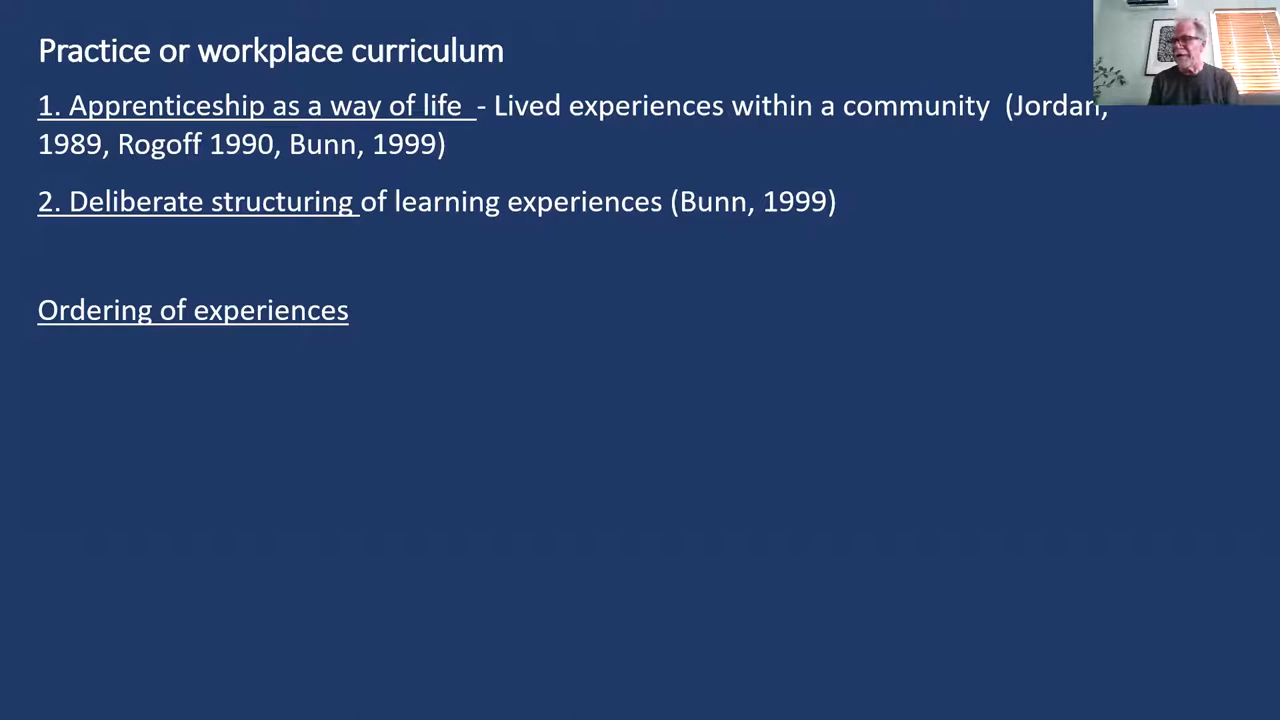 Practice or workplace curriculum
1. Apprenticeship as a way of life - Lived experiences within a community (Jordan,
1989, Rogoff 1990, Bunn, 1999)
2. Deliberate structuring of learning experiences (Bunn, 1999)
Ordering of experiences